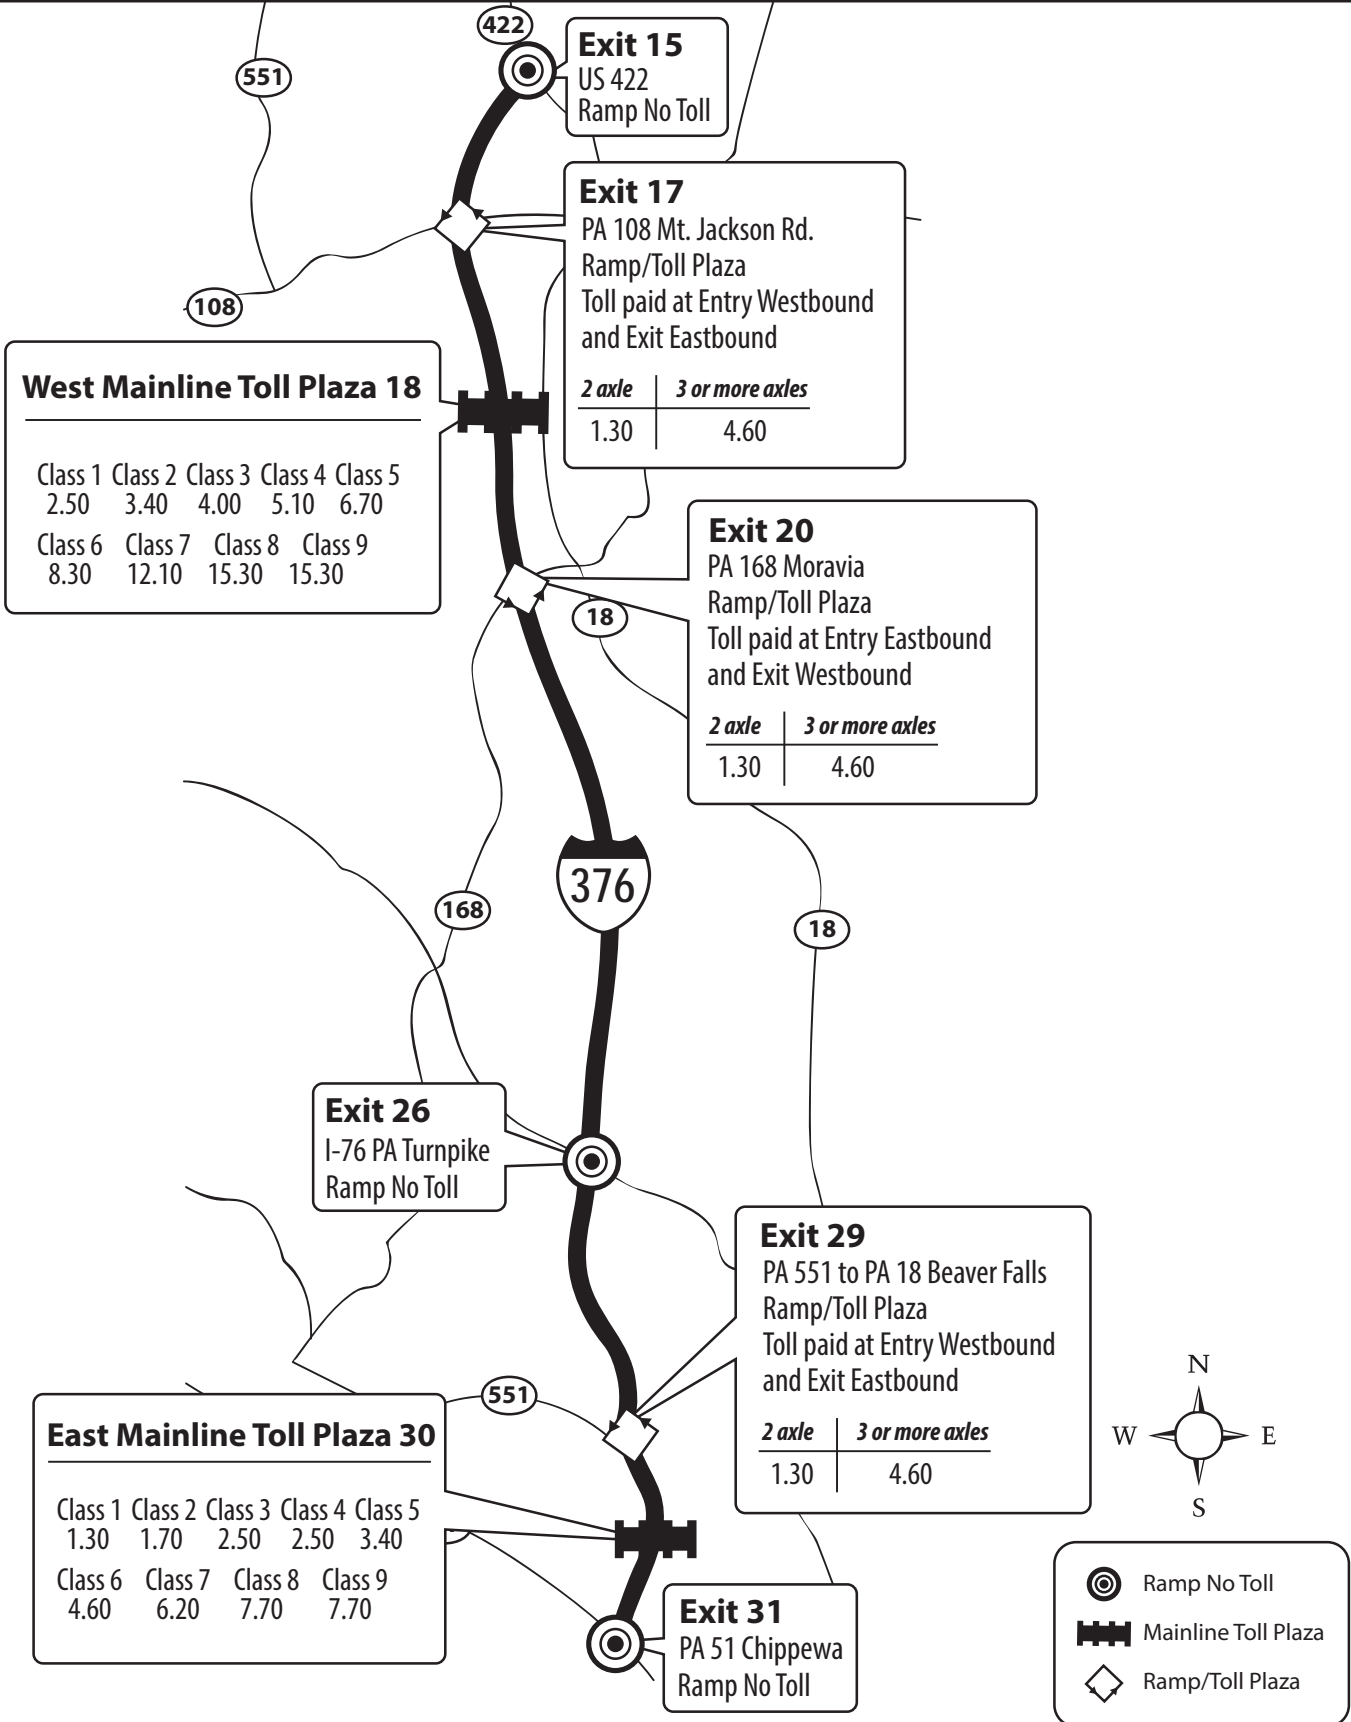 422
Exit 15
US 422
Ramp No Toll
551
Exit 17
PA 108 Mt. Jackson Rd.
Ramp/Toll Plaza
Toll paid at Entry Westbound
and Exit Eastbound
2 axle 3 or more axles
1.30 4.60
108
West Mainline Toll Plaza 18
Class 1 Class 2 Class 3 Class 4 Class 5
2.50 3.40 4.00 5.10 6.70
Class 6 Class 7 Class 8 Class 9
8.30 12.10 15.30 15.30
Exit 20
PA 168 Moravia
Ramp/Toll Plaza
Toll paid at Entry Eastbound
and Exit Westbound
2 axle 3 or more axles
1.30 4.60
18
376
168
18
Exit 26
I-76 PA Turnpike
Ramp No Toll
Exit 29
PA 551 to PA 18 Beaver Falls
Ramp/Toll Plaza
Toll paid at Entry Westbound
and Exit Eastbound
2 axle 3 or more axles
1.30 4.60
551
East Mainline Toll Plaza 30
Class 1 Class 2 Class 3 Class 4 Class 5
1.30 1.70 2.50 2.50 3.40
Class 6 Class 7 Class 8 Class 9
4.60 6.20 7.70 7.70
Exit 31
PA 51 Chippewa
Ramp No Toll
N
W E
S
Ramp No Toll
Mainline Toll Plaza
Ramp/Toll Plaza